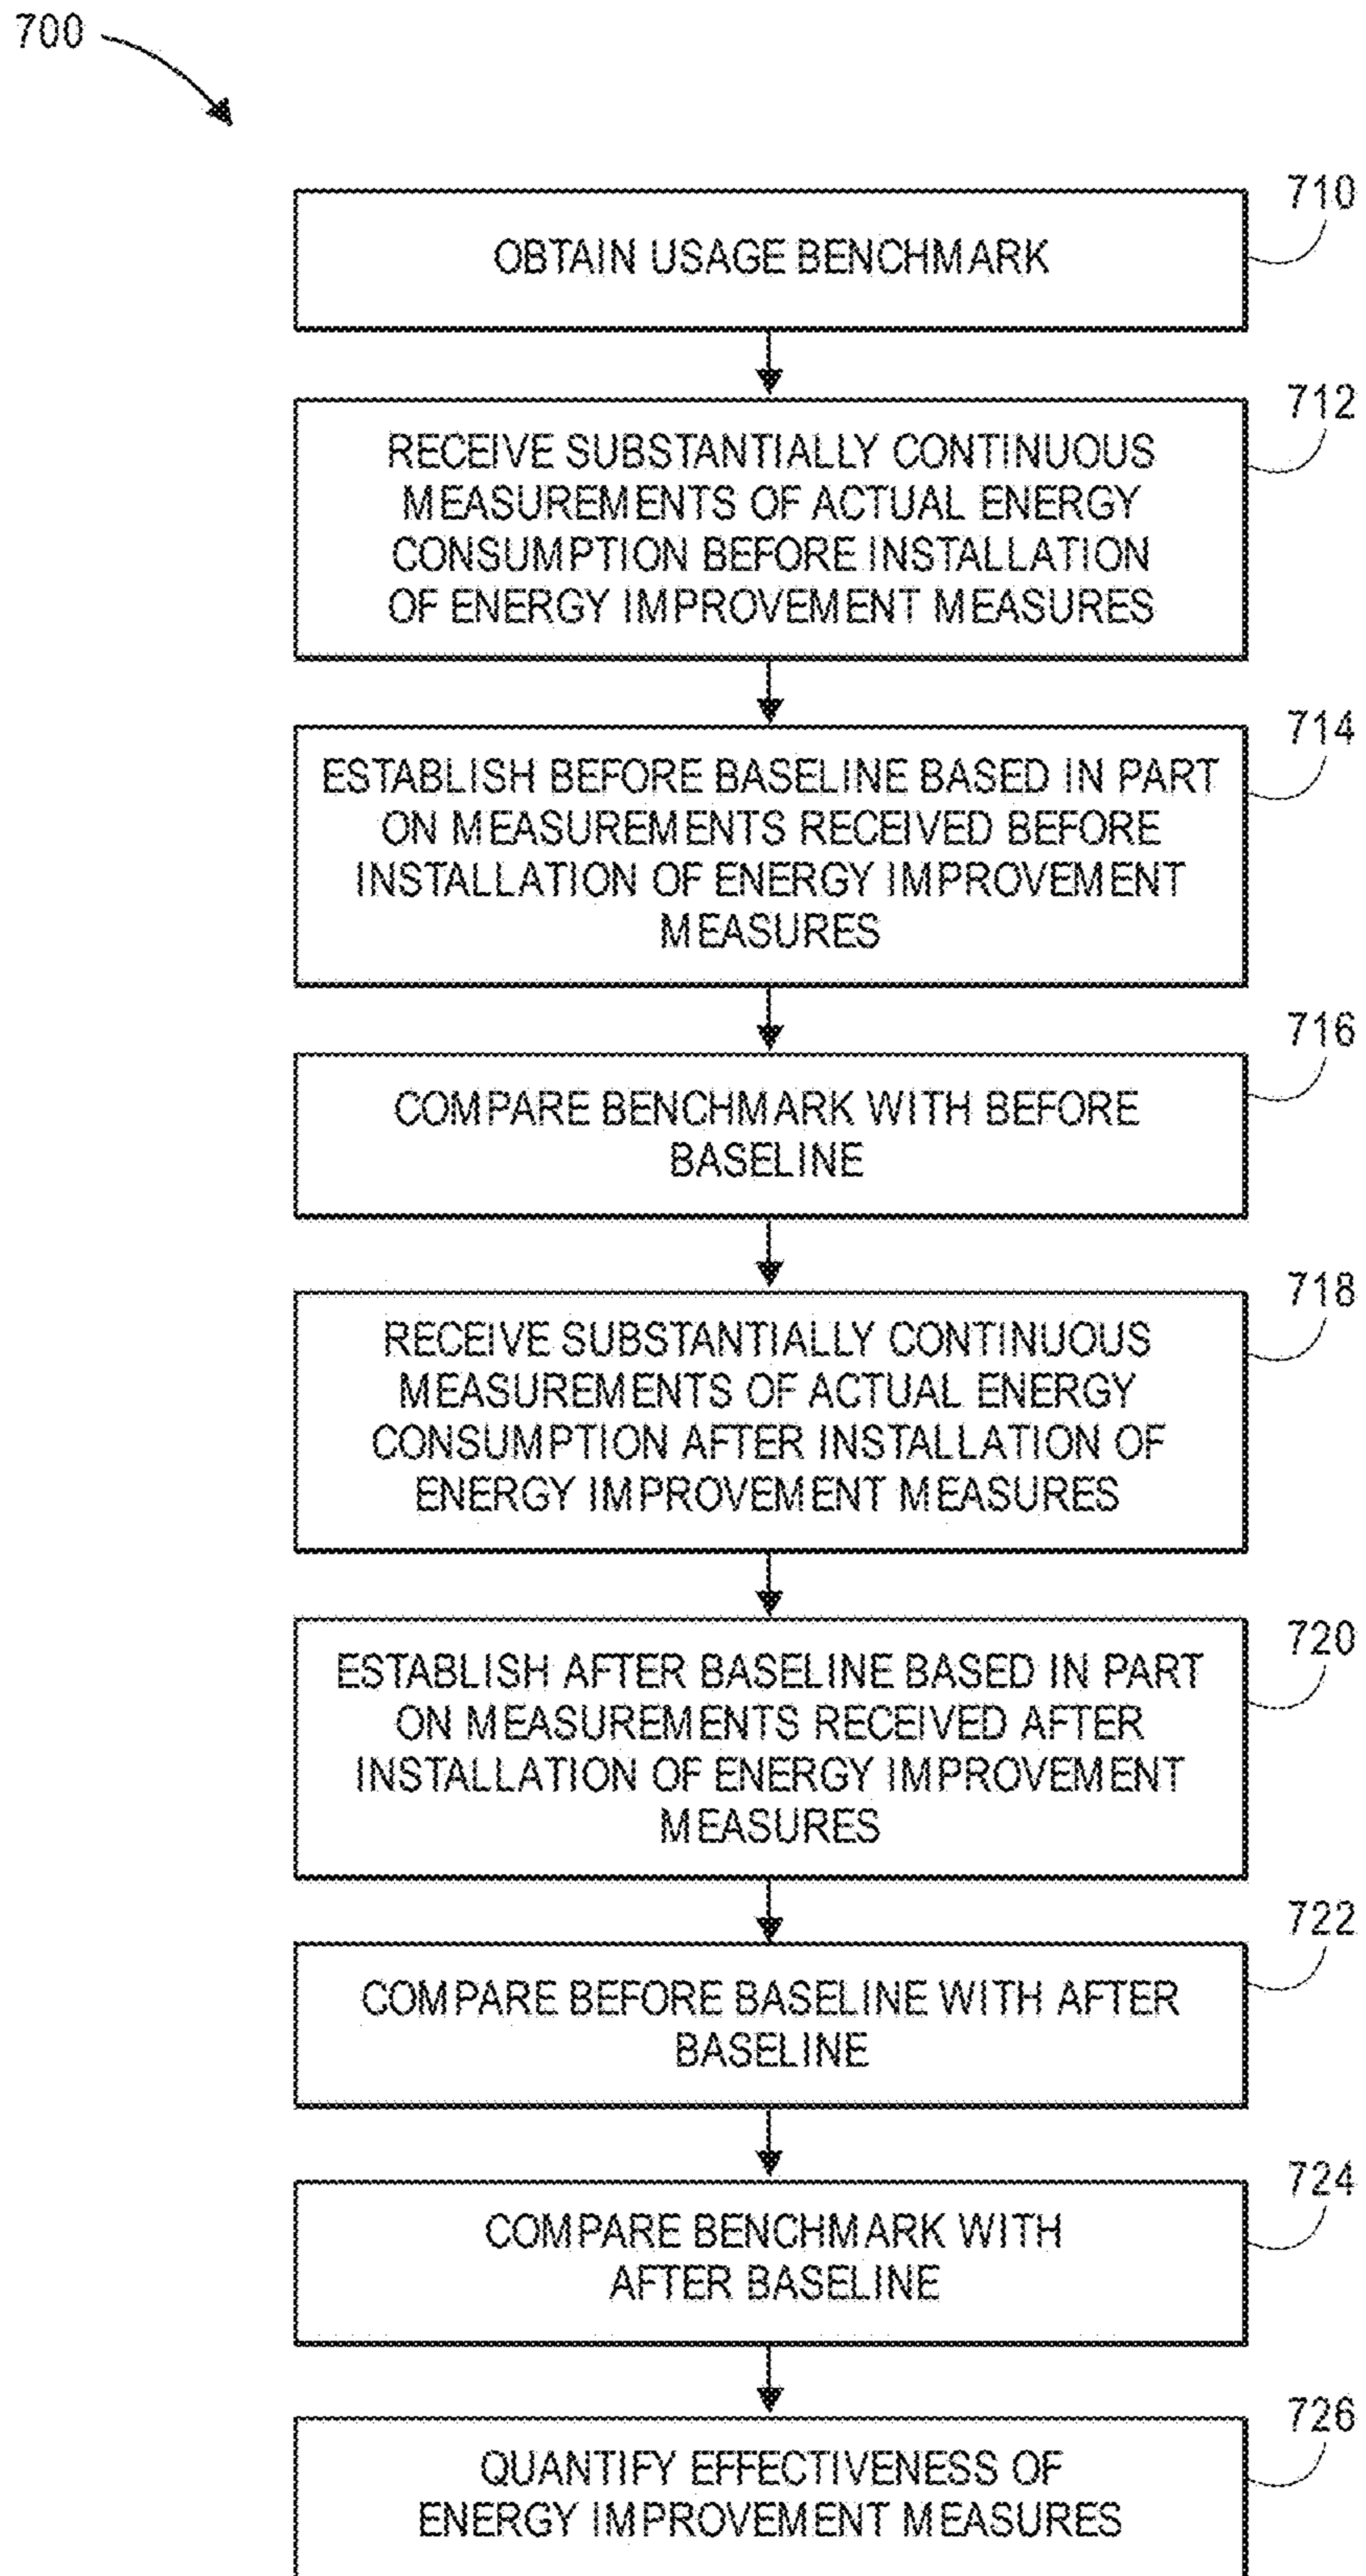 700
710
OBTAIN USAGE BENCHMARK
712
RECEIVE SUBSTANTIALLY CONTINUOUS
MEASUREMENTS OF ACTUAL ENERGY
CONSUMPTION BEFORE INSTALLATION
OF ENERGY IMPROVEMENT MEASURES
714
ESTABLISH BEFORE BASELINE BASED IN PART
ON MEASUREMENTS RECEIVED BEFORE
INSTALLATION OF ENERGY IMPROVEMENT
MEASURES
716
COMPARE BENCHMARK WITH BEFORE
BASELINE
718
RECEIVE SUBSTANTIALLY CONTINUOUS
MEASUREMENTS OF ACTUAL ENERGY
CONSUMPTION AFTER INSTALLATION OF
ENERGY IMPROVEMENT MEASURES
720
ESTABLISH AFTER BASELINE BASED IN PART
ON MEASUREMENTS RECEIVED AFTER
INSTALLATION OF ENERGY IMPROVEMENT
MEASURES
722
COMPARE BEFORE BASELINE WITH AFTER
BASELINE
724
COMPARE BENCHMARK WITH
AFTER BASELINE
726
QUANTIFY EFFECTIVENESS OF
ENERGY IMPROVEMENT MEASURES